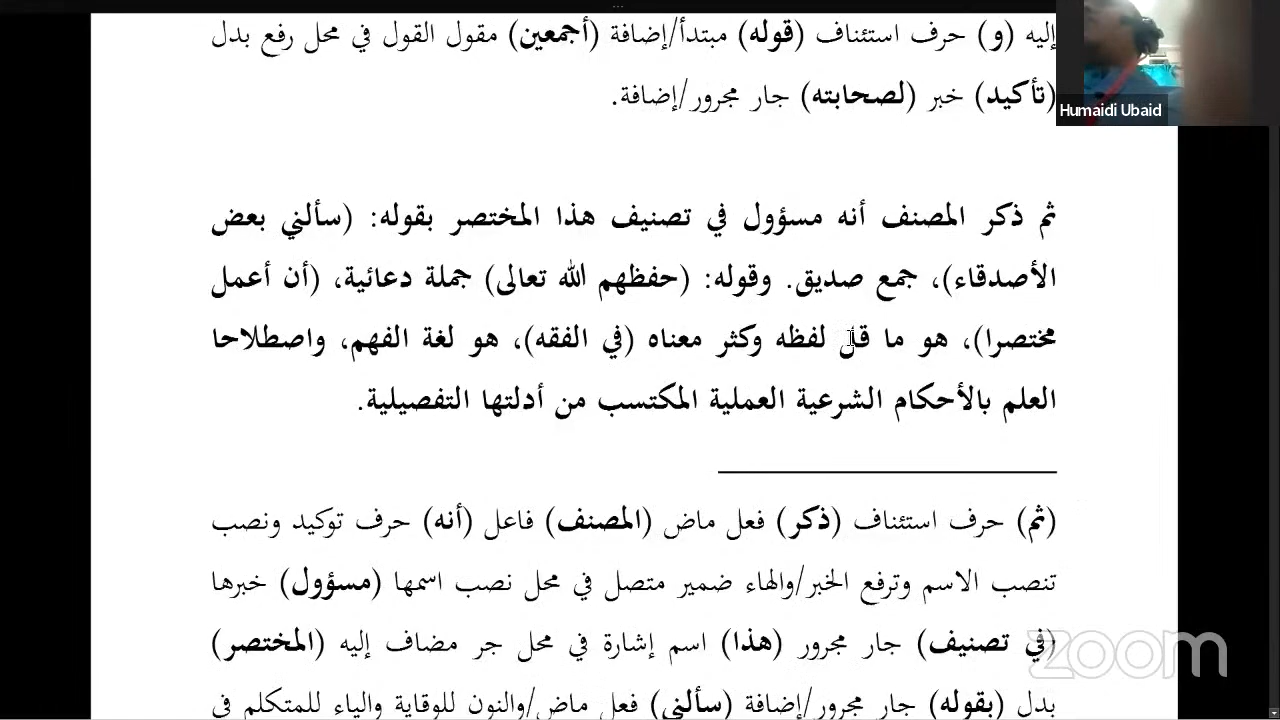 إليه (و) حرف استئناف (قوله) مبتدأ/إضافة (أجمعين) مقول القول في محل رفع بدل
(تأكيد) خبر (لصحابته) جار مجرور/إضافة.
Humaidi Ubaid
ثم ذكر المصنف أنه مسؤول في تصنيف هذا المختصر بقوله: (سألني بعض
الأصدقاء)، جمع صديق. وقوله: (حفظهم الله تعالى) جملة دعائية، (أن أعمل
مختصرا)، هو ما قل لفظه وكثر معناه (في الفقه)، هو لغة الفهم، واصطلاحا
العلم بالأحكام الشرعية العملية المكتسب من أدلتها التفصيلية.
(ثم) حرف استئناف (ذكر) فعل ماض (المصنف) فاعل (أنه) حرف توكيد ونصب
تنصب الاسم وترفع الخبر/والهاء ضمير متصل في محل نصب اسمها (مسؤول) خبرها
(في تصنيف) جار مجرور (هذا) اسم إشارة في محل جر مضاف إليه (المختصر)
بدل (بقوله) جار مجرور/إضافة (سألني) فعل ماض/والنون للوقاية والياء للمتكلم في
zoom